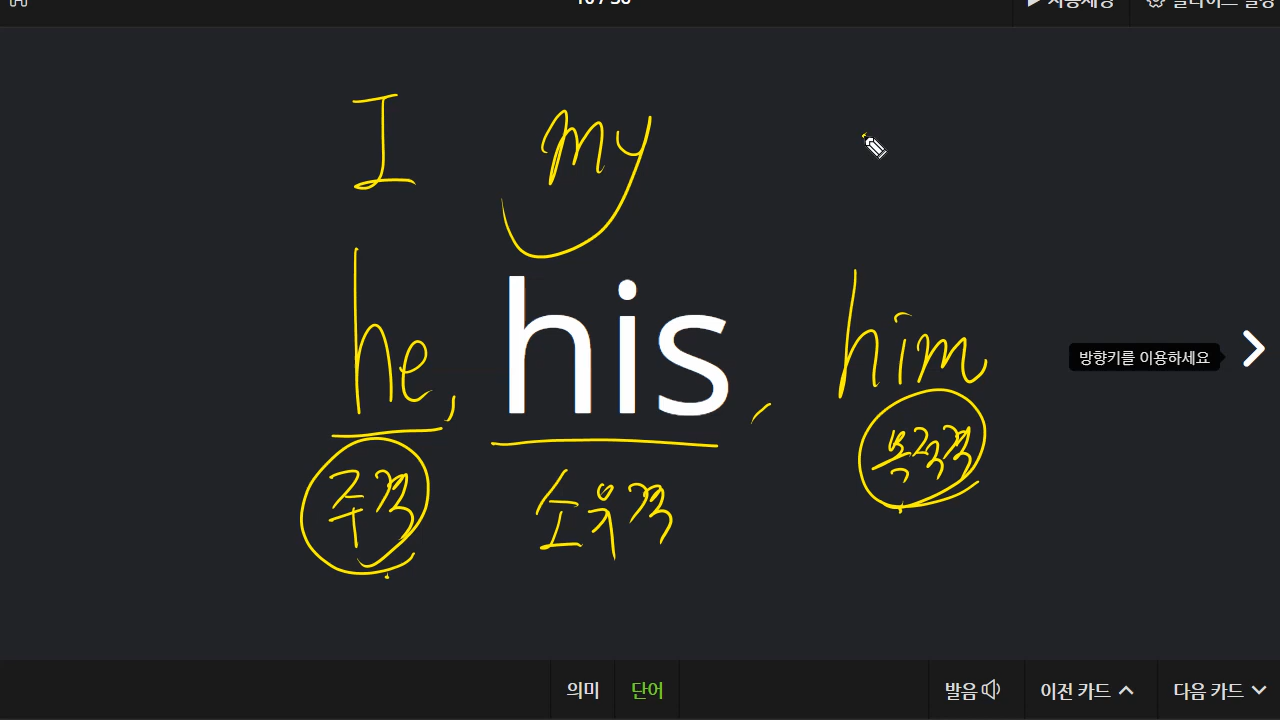 I my
he, his, him
주격 소유격 목적격
방향키를 이용하세요
의미 단어 발음 이전 카드 다음 카드